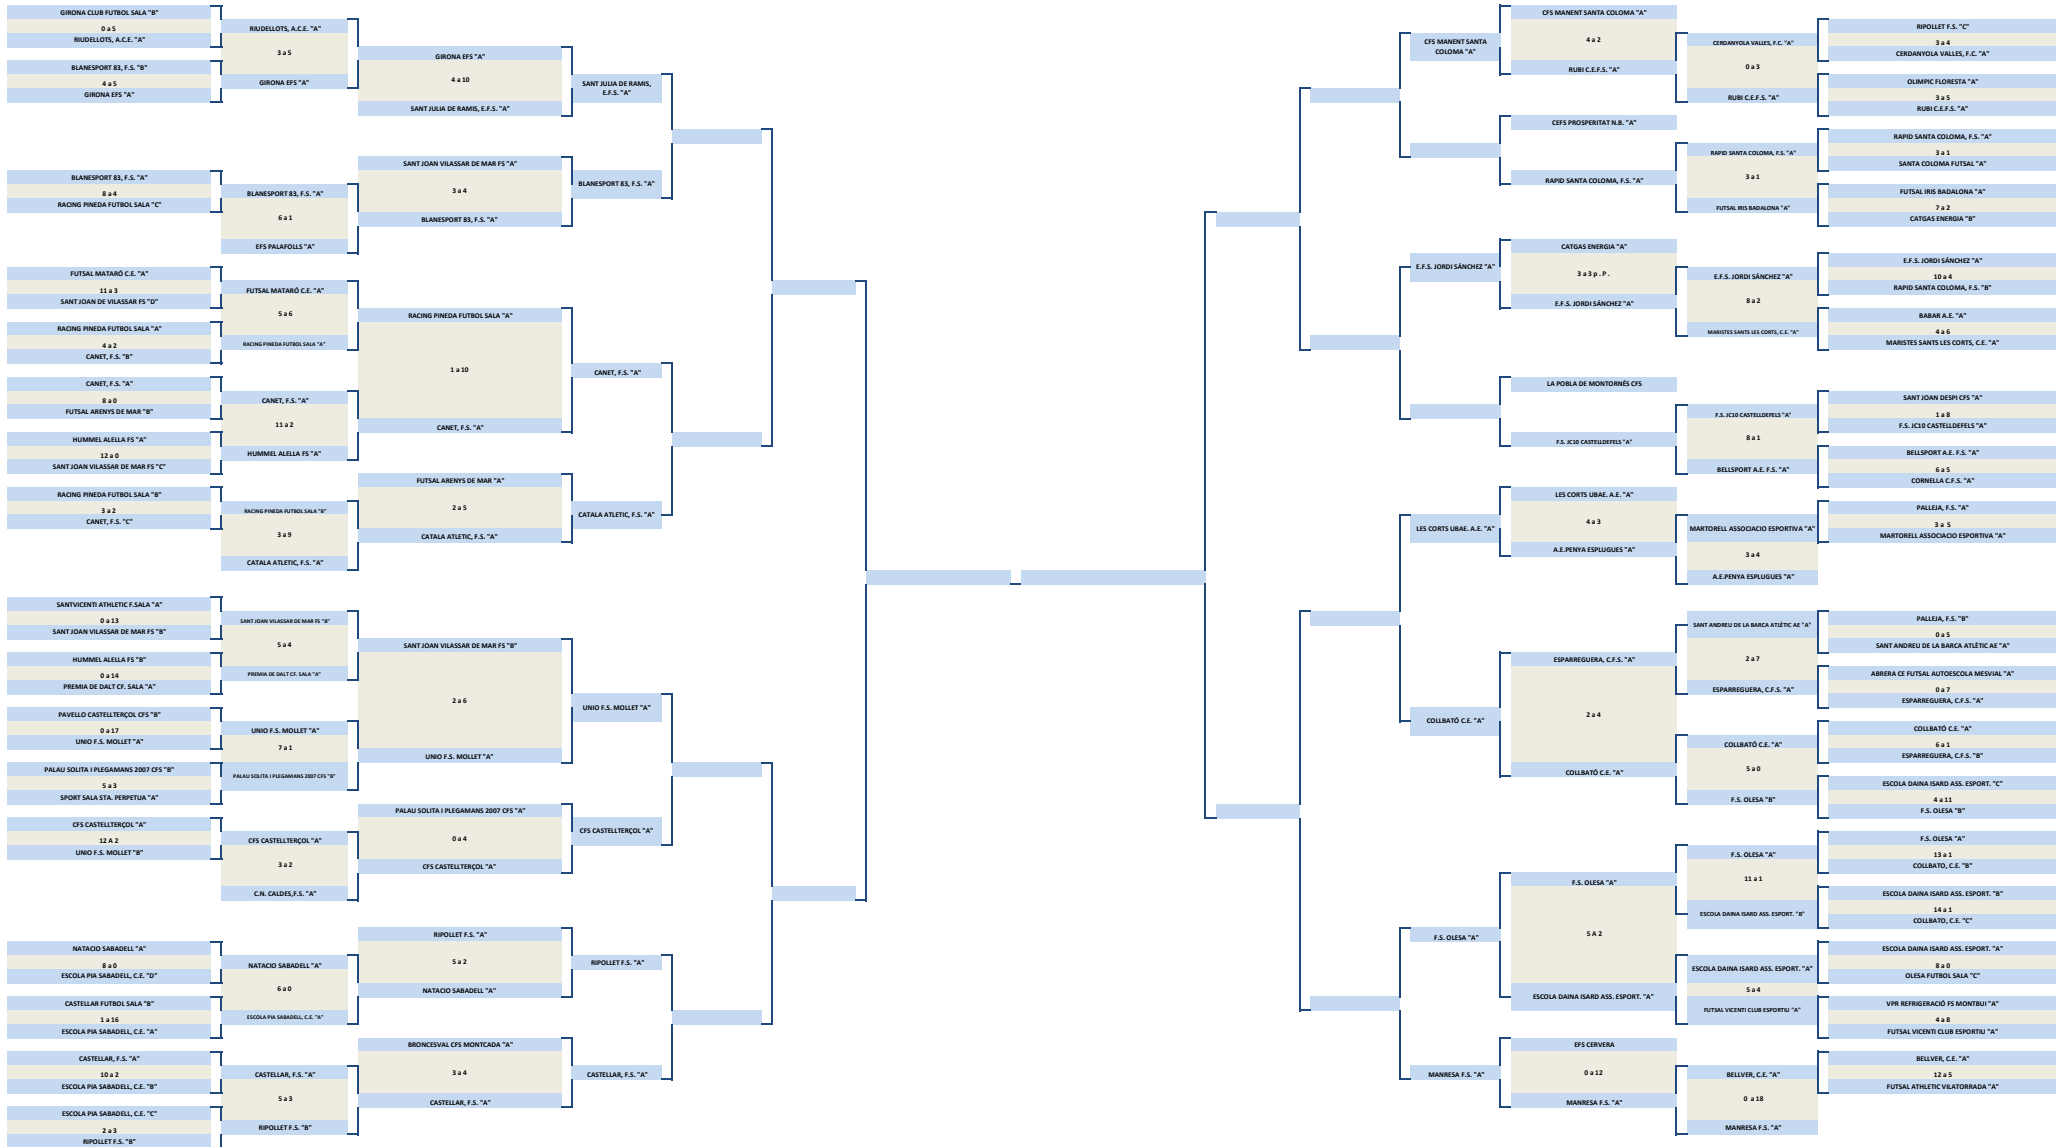 GIRONA CLUB FUTBOL SALA "B"
0 a 5
RIUDELLOTS, A.C.E. "A"
BLANESPORT 83, F.S. "B"
4 a 5
GIRONA EFS "A"
BLANESPORT 83, F.S. "A"
8 a 4
RACING PINEDA FUTBOL SALA "C"
FUTSAL MATARÓ C.E. "A"
11 a 3
SANT JOAN DE VILASSAR FS "D"
RACING PINEDA FUTBOL SALA "A"
4 a 2
CANET, F.S. "B"
CANET, F.S. "A"
8 a 0
FUTSAL ARENYS DE MAR "B"
HUMMEL ALELLA FS "A"
12 a 0
SANT JOAN VILASSAR DE MAR FS "C"
RACING PINEDA FUTBOL SALA "B"
3 a 2
CANET, F.S. "C"
SANTVICENTI ATHLETIC F.SALA "A"
0 a 13
SANT JOAN VILASSAR DE MAR FS "B"
HUMMEL ALELLA FS "B"
0 a 14
PREMIA DE DALT CF. SALA "A"
PAVELLO CASTELLTERÇOL CFS "B"
0 a 17
UNIO F.S. MOLLET "A"
PALAU SOLITA I PLEGAMANS 2007 CFS "B"
5 a 3
SPORT SALA STA. PERPETUA "A"
CFS CASTELLTERÇOL "A"
12 A 2
UNIO F.S. MOLLET "B"
NATACIO SABADELL "A"
8 a 0
ESCOLA PIA SABADELL, C.E. "D"
CASTELLAR FUTBOL SALA "B"
1 a 16
ESCOLA PIA SABADELL, C.E. "A"
CASTELLAR, F.S. "A"
10 a 2
ESCOLA PIA SABADELL, C.E. "B"
ESCOLA PIA SABADELL, C.E. "C"
2 a 3
RIPOLLET F.S. "B"
RIUDELLOTS, A.C.E. "A"
3 a 5
GIRONA EFS "A"
BLANESPORT 83, F.S. "A"
6 a 1
EFS PALAFOLLS "A"
FUTSAL MATARÓ C.E. "A"
5 a 6
RACING PINEDA FUTBOL SALA "A"
CANET, F.S. "A"
11 a 2
HUMMEL ALELLA FS "A"
RACING PINEDA FUTBOL SALA "B"
3 a 9
CATALA ATLETIC, F.S. "A"
SANT JOAN VILASSAR DE MAR FS "B"
5 a 4
PREMIA DE DALT CF. SALA "A"
UNIO F.S. MOLLET "A"
7 a 1
PALAU SOLITA I PLEGAMANS 2007 CFS "B"
CFS CASTELLTERÇOL "A"
3 a 2
C.N. CALDES,F.S. "A"
NATACIO SABADELL "A"
6 a 0
ESCOLA PIA SABADELL, C.E. "A"
CASTELLAR, F.S. "A"
5 a 3
RIPOLLET F.S. "B"
GIRONA EFS "A"
4 a 10
SANT JULIA DE RAMIS, E.F.S. "A"
SANT JOAN VILASSAR DE MAR FS "A"
3 a 4
BLANESPORT 83, F.S. "A"
RACING PINEDA FUTBOL SALA "A"
1 a 10
CANET, F.S. "A"
FUTSAL ARENYS DE MAR "A"
2 a 5
CATALA ATLETIC, F.S. "A"
SANT JOAN VILASSAR DE MAR FS "B"
2 a 6
UNIO F.S. MOLLET "A"
PALAU SOLITA I PLEGAMANS 2007 CFS "A"
0 a 4
CFS CASTELLTERÇOL "A"
RIPOLLET F.S. "A"
5 a 2
NATACIO SABADELL "A"
BRONCESVAL CFS MONTCADA "A"
3 a 4
CASTELLAR, F.S. "A"
SANT JULIA DE RAMIS,
E.F.S. "A"
BLANESPORT 83, F.S. "A"
CANET, F.S. "A"
CATALA ATLETIC, F.S. "A"
UNIO F.S. MOLLET "A"
CFS CASTELLTERÇOL "A"
RIPOLLET F.S. "A"
CASTELLAR, F.S. "A"
CFS MANENT SANTA
COLOMA "A"
E.F.S. JORDI SÁNCHEZ "A"
LES CORTS UBAE. A.E. "A"
COLLBATÓ C.E. "A"
F.S. OLESA "A"
MANRESA F.S. "A"
CFS MANENT SANTA COLOMA "A"
4 a 2
RUBI C.E.F.S. "A"
CEFS PROSPERITAT N.B. "A"
RAPID SANTA COLOMA, F.S. "A"
CATGAS ENERGIA "A"
3 a 3 p . P .
E.F.S. JORDI SÁNCHEZ "A"
LA POBLA DE MONTORNÉS CFS
F.S. JC10 CASTELLDEFELS "A"
LES CORTS UBAE. A.E. "A"
4 a 3
A.E.PENYA ESPLUGUES "A"
ESPARREGUERA, C.F.S. "A"
2 a 4
COLLBATÓ C.E. "A"
F.S. OLESA "A"
5 A 2
ESCOLA DAINA ISARD ASS. ESPORT. "A"
EFS CERVERA
0 a 12
MANRESA F.S. "A"
CERDANYOLA VALLES, F.C. "A"
0 a 3
RUBI C.E.F.S. "A"
RAPID SANTA COLOMA, F.S. "A"
3 a 1
FUTSAL IRIS BADALONA "A"
E.F.S. JORDI SÁNCHEZ "A"
8 a 2
MARISTES SANTS LES CORTS, C.E. "A"
F.S. JC10 CASTELLDEFELS "A"
8 a 1
BELLSPORT A.E. F.S. "A"
MARTORELL ASSOCIACIO ESPORTIVA "A"
3 a 4
A.E.PENYA ESPLUGUES "A"
SANT ANDREU DE LA BARCA ATLÈTIC AE "A"
2 a 7
ESPARREGUERA, C.F.S. "A"
COLLBATÓ C.E. "A"
5 a 0
F.S. OLESA "B"
F.S. OLESA "A"
11 a 1
ESCOLA DAINA ISARD ASS. ESPORT. "B"
ESCOLA DAINA ISARD ASS. ESPORT. "A"
5 a 4
FUTSAL VICENTI CLUB ESPORTIU "A"
BELLVER, C.E. "A"
0 a 18
MANRESA F.S. "A"
RIPOLLET F.S. "C"
3 a 4
CERDANYOLA VALLES, F.C. "A"
OLIMPIC FLORESTA "A"
3 a 5
RUBI C.E.F.S. "A"
RAPID SANTA COLOMA, F.S. "A"
3 a 1
SANTA COLOMA FUTSAL "A"
FUTSAL IRIS BADALONA "A"
7 a 2
CATGAS ENERGIA "B"
E.F.S. JORDI SÁNCHEZ "A"
10 a 4
RAPID SANTA COLOMA, F.S. "B"
BABAR A.E. "A"
4 a 6
MARISTES SANTS LES CORTS, C.E. "A"
SANT JOAN DESPI CFS "A"
1 a 8
F.S. JC10 CASTELLDEFELS "A"
BELLSPORT A.E. F.S. "A"
6 a 5
CORNELLA C.F.S. "A"
PALLEJA, F.S. "A"
3 a 5
MARTORELL ASSOCIACIO ESPORTIVA "A"
PALLEJA, F.S. "B"
0 a 5
SANT ANDREU DE LA BARCA ATLÈTIC AE "A"
ABRERA CE FUTSAL AUTOESCOLA MESVIAL "A"
0 a 7
ESPARREGUERA, C.F.S. "A"
COLLBATÓ C.E. "A"
6 a 1
ESPARREGUERA, C.F.S. "B"
ESCOLA DAINA ISARD ASS. ESPORT. "C"
4 a 11
F.S. OLESA "B"
F.S. OLESA "A"
13 a 1
COLLBATO, C.E. "B"
ESCOLA DAINA ISARD ASS. ESPORT. "B"
14 a 1
COLLBATO, C.E. "C"
ESCOLA DAINA ISARD ASS. ESPORT. "A"
8 a 0
OLESA FUTBOL SALA "C"
VPR REFRIGERACIÓ FS MONTBUI "A"
4 a 8
FUTSAL VICENTI CLUB ESPORTIU "A"
BELLVER, C.E. "A"
12 a 5
FUTSAL ATHLETIC VILATORRADA "A"